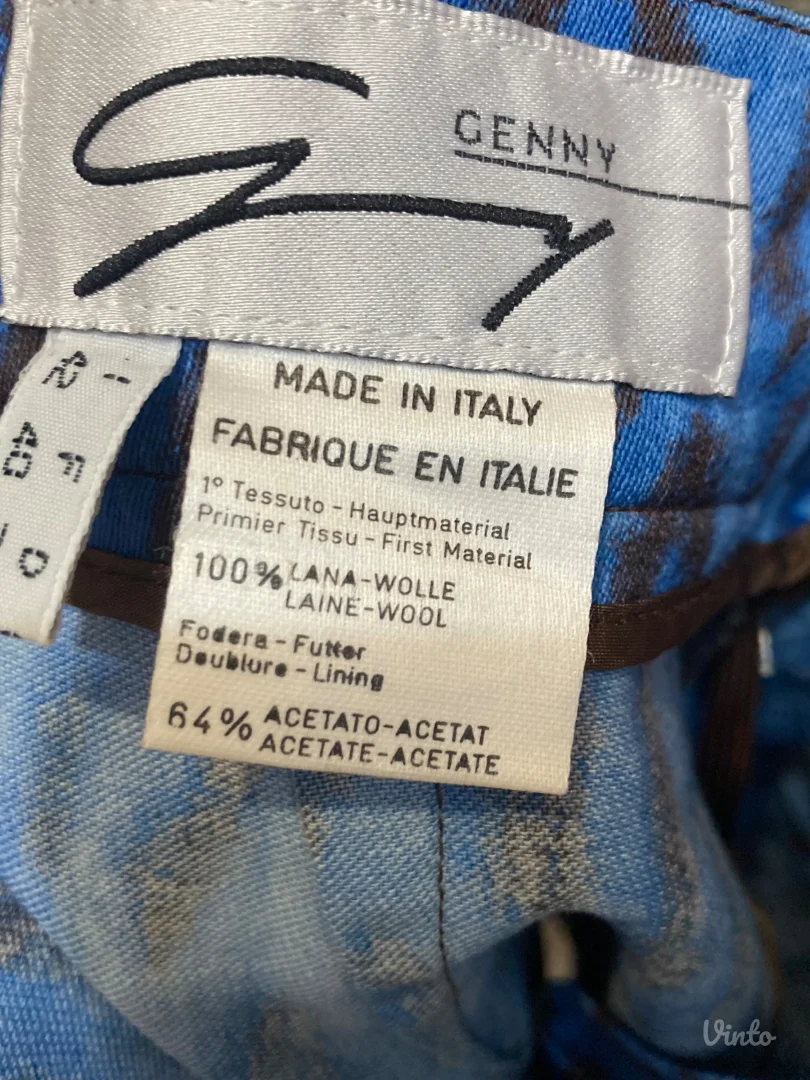 GENNY
MADE IN ITALY
FABRIQUE EN ITALIE
1° Tessuto - Hauptmaterial
Primier Tissu - First Material
100% LANA-WOLLE
LAINE-WOOL
Fodera - Futter
Doublure - Lining
64% ACETATO-ACETAT
ACETATE-ACETATE
Vinto